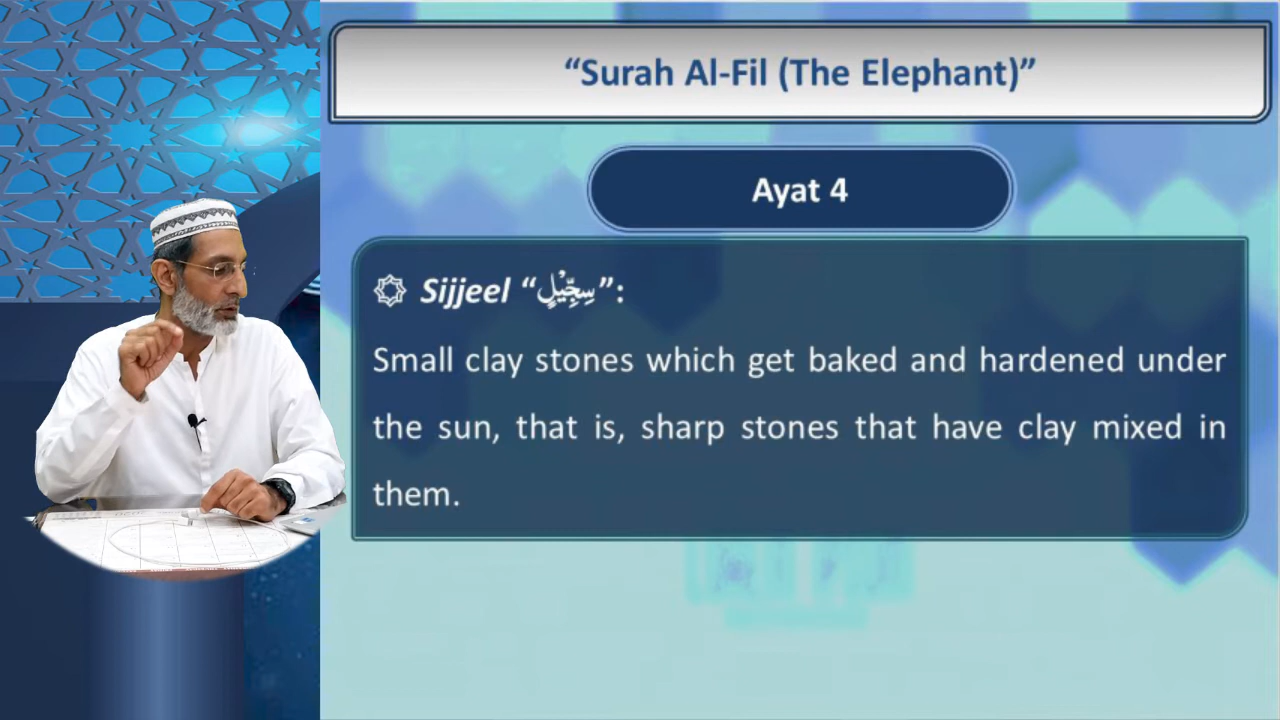 “Surah Al-Fil (The Elephant)”
Ayat 4
Sijjeel “سِجِّيْلٍ”:
Small clay stones which get baked and hardened under
the sun, that is, sharp stones that have clay mixed in
them.